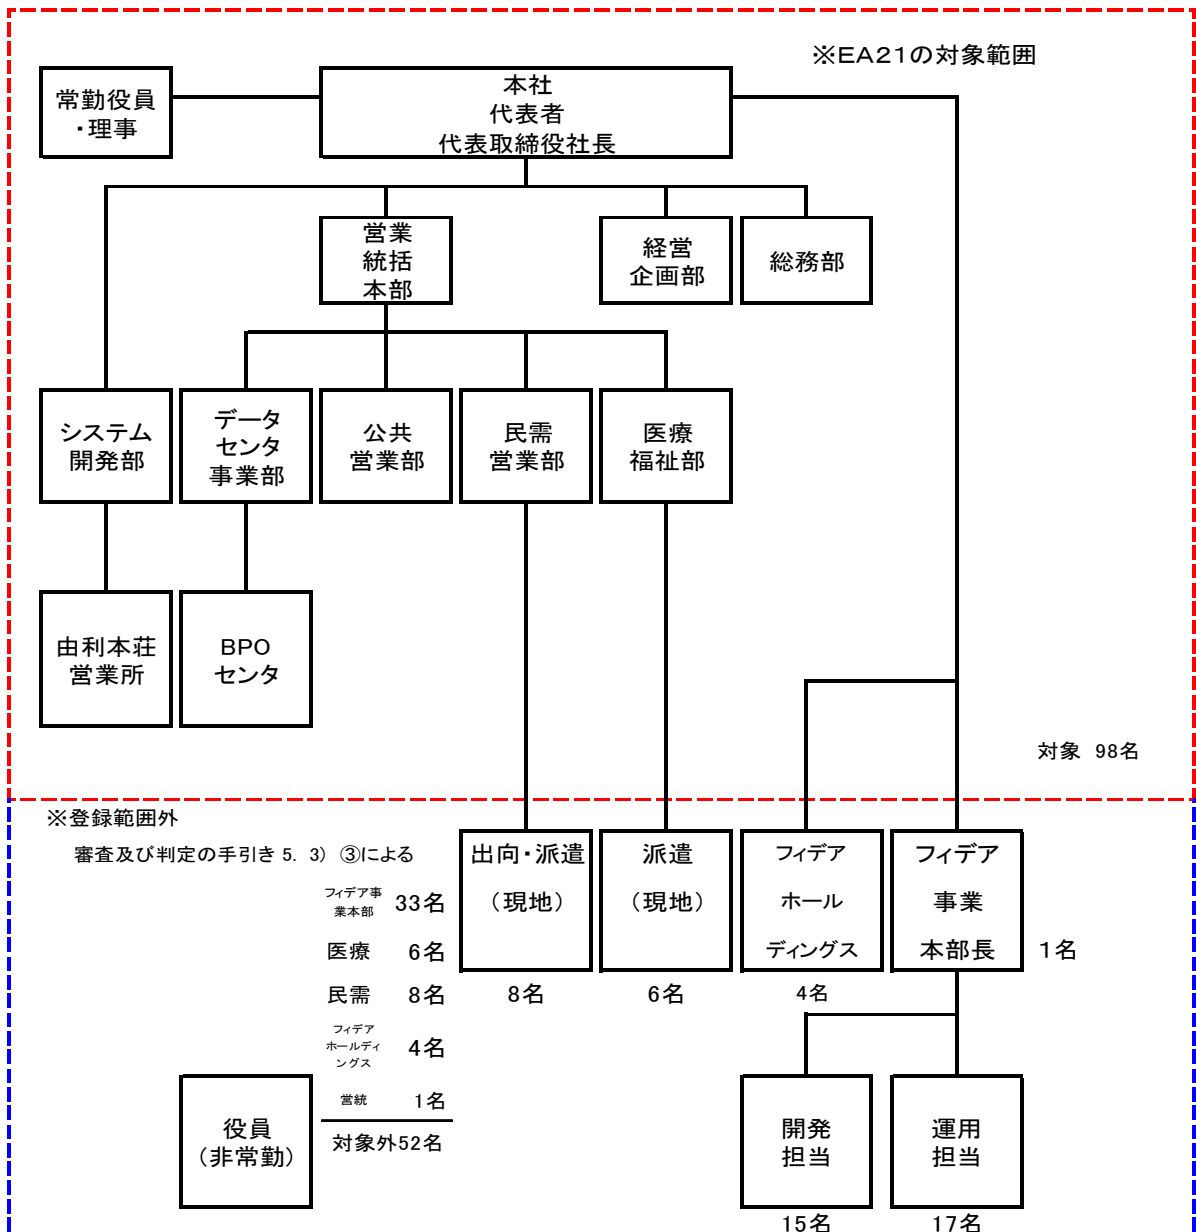 ※EA21の対象範囲
常勤役員
・理事
本社
代表者
代表取締役社長
営業
統括
本部
経営
企画部
総務部
システム
開発部
データ
センタ
事業部
公共
営業部
民需
営業部
医療
福祉部
由利本荘
営業所
BPO
センタ
対象 98名
※登録範囲外
審査及び判定の手引き 5. 3) ③による
フィデア事
業本部
33名
医療 6名
民需 8名
フィデア
ホールディ
ングス
4名
営統 1名
対象外52名
出向・派遣
(現地)
8名
派遣
(現地)
6名
フィデア
ホール
ディングス
4名
フィデア
事業
本部長
1名
役員
(非常勤)
開発
担当
15名
運用
担当
17名